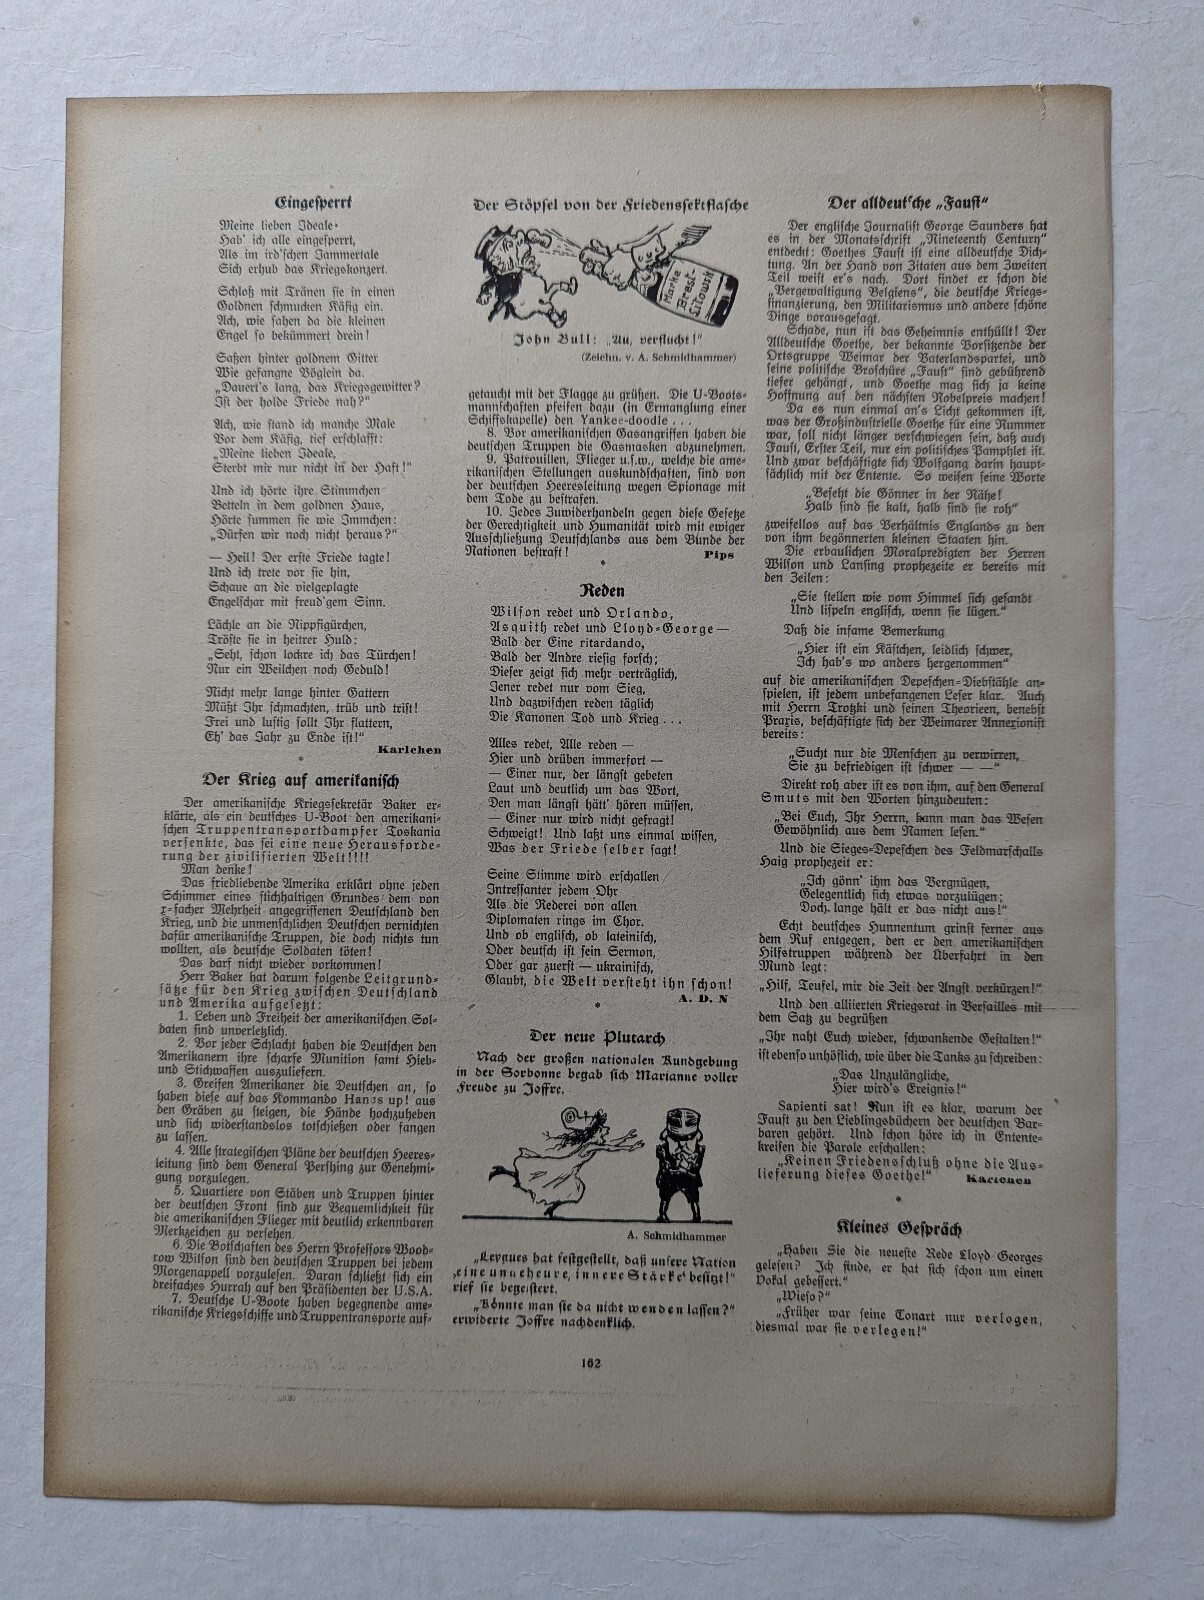 Eingesperrt
Meine lieben Ideale
Hab' ich alle eingesperrt,
Als im ird'schen Jammertale
Sich erhub das Kriegskonzert.
Schloß mit Tränen sie in einen
Goldnen schmucken Käfig ein.
Ach, wie sahen da die kleinen
Engel so bekümmert drein!
Saßen hinter goldnem Gitter
Wie gefangne Vöglein da.
„Dauert's lang, das Kriegsgewitter?
Ist der holde Friede nah?“
Ach, wie stand ich manche Male
Vor dem Käfig, tief erschlafft:
„Meine lieben Ideale,
Sterbt mir nur nicht in der Haft!“
Und ich hörte ihre Stimmchen
Betteln in dem goldnen Haus,
Hörte summen sie wie Immchen:
„Dürfen wir noch nicht heraus?“
— Heil! Der erste Friede tagte!
Und ich trete vor sie hin,
Schaue an die vielgeplagte
Engelschar mit freud'gem Sinn.
Lächle an die Nippfigürchen,
Tröste sie in heitrer Huld:
„Seht, schon lockre ich das Türchen!
Nur ein Weilchen noch Geduld!
Nicht mehr lange hinter Gattern
Müßt Ihr schmachten, trüb und trist!
Frei und lustig sollt Ihr flattern,
Eh' das Jahr zu Ende ist!“
Karlchen
*
Der Krieg auf amerikanisch
Der amerikanische Kriegssekretär Baker er-
klärte, als ein deutsches U-Boot den amerikani-
schen Truppentransportdampfer Toskania
versenkte, das sei eine neue Herausforde-
rung der zivilisierten Welt!!!!
Man denke!
Das friedliebende Amerika erklärt ohne jeden
Schimmer eines stichhaltigen Grundes dem von
x-facher Mehrheit angegriffenen Deutschland den
Krieg, und die unmenschlichen Deutschen vernichten
dafür amerikanische Truppen, die doch nichts tun
wollten, als deutsche Soldaten töten!
Das darf nicht wieder vorkommen!
Herr Baker hat darum folgende Leitgrund-
sätze für den Krieg zwischen Deutschland
und Amerika aufgesetzt:
1. Leben und Freiheit der amerikanischen Sol-
daten sind unverletzlich.
2. Vor jeder Schlacht haben die Deutschen den
Amerikanern ihre scharfe Munition samt Hieb-
und Stichwaffen auszuliefern.
3. Greifen Amerikaner die Deutschen an, so
haben diese auf das Kommando Hands up! aus
den Gräben zu steigen, die Hände hochzuheben
und sich widerstandslos totschießen oder fangen
zu lassen.
4. Alle strategischen Pläne der deutschen Heeres-
leitung sind dem General Pershing zur Genehmi-
gung vorzulegen.
5. Quartiere von Stäben und Truppen hinter
der deutschen Front sind zur Bequemlichkeit für
die amerikanischen Flieger mit deutlich erkennbaren
Merkzeichen zu versehen.
6. Die Botschaften des Herrn Professors Wood-
row Wilson sind den deutschen Truppen bei jedem
Morgenappell vorzulesen. Daran schließt sich ein
dreifaches Hurrah auf den Präsidenten der U.S.A.
7. Deutsche U-Boote haben begegnende ame-
rikanische Kriegsschiffe und Truppentransporte auf-
Der Stöpsel von der Friedenssektflasche
Marke
Brest-
Litowsk
John Bull: „Au, verflucht!“
(Zeichn. v. A. Schmidhammer)
getaucht mit der Flagge zu grüßen. Die U-Boots-
mannschaften pfeifen dazu (in Ermanglung einer
Schiffskapelle) den Yankee-doodle . . .
8. Vor amerikanischen Gasangriffen haben die
deutschen Truppen die Gasmasken abzunehmen.
9. Patrouillen, Flieger u.s.w., welche die ame-
rikanischen Stellungen auskundschaften, sind von
der deutschen Heeresleitung wegen Spionage mit
dem Tode zu bestrafen.
10. Jedes Zuwiderhandeln gegen diese Gesetze
der Gerechtigkeit und Humanität wird mit ewiger
Ausschließung Deutschlands aus dem Bunde der
Nationen bestraft!
Pips
*
Reden
Wilson redet und Orlando,
Asquith redet und Lloyd-George —
Bald der Eine ritardando,
Bald der Andre riesig forsch;
Dieser zeigt sich mehr verträglich,
Jener redet nur vom Sieg,
Und dazwischen reden täglich
Die Kanonen Tod und Krieg . . .
Alles redet, Alle reden —
Hier und drüben immerfort —
— Einer nur, der längst gebeten
Laut und deutlich um das Wort,
Den man längst hätt' hören müssen,
— Einer nur wird nicht gefragt!
Schweigt! Und laßt uns einmal wissen,
Was der Friede selber sagt!
Seine Stimme wird erschallen
Intressanter jedem Ohr
Als die Rederei von allen
Diplomaten rings im Chor.
Und ob englisch, ob lateinisch,
Oder deutsch ist sein Sermon,
Oder gar zuerst — ukrainisch,
Glaubt, die Welt versteht ihn schon!
A. D. N
*
Der neue Plutarch
Nach der großen nationalen Kundgebung
in der Sorbonne begab sich Marianne voller
Freude zu Joffre.
A. Schmidhammer
„Leygues hat festgestellt, daß unsere Nation
‚eine ungeheure, innere Stärke‘ besitzt!“
rief sie begeistert.
„Könnte man sie da nicht wenden lassen?“
erwiderte Joffre nachdenklich.
Der alldeutsche „Faust“
Der englische Journalist George Saunders hat
es in der Monatsschrift „Nineteenth Century“
entdeckt: Goethes Faust ist eine alldeutsche Dich-
tung. An der Hand von Zitaten aus dem Zweiten
Teil weist er's nach. Dort findet er schon die
„Vergewaltigung Belgiens“, die deutsche Kriegs-
finanzierung, den Militarismus und andere schöne
Dinge vorausgesagt.
Schade, nun ist das Geheimnis enthüllt! Der
Alldeutsche Goethe, der bekannte Vorsitzende der
Ortsgruppe Weimar der Vaterlandspartei, und
seine politische Broschüre „Faust“ sind gebührend
tiefer gehängt, und Goethe mag sich ja keine
Hoffnung auf den nächsten Nobelpreis machen!
Da es nun einmal an's Licht gekommen ist,
was der Großindustrielle Goethe für eine Nummer
war, soll nicht länger verschwiegen sein, daß auch
Faust, Erster Teil, nur ein politisches Pamphlet ist.
Und zwar beschäftigte sich Wolfgang darin haupt-
sächlich mit der Entente. So weisen seine Worte
„Beseht die Gönner in der Nähe!
Halb sind sie kalt, halb sind sie roh“
zweifellos auf das Verhältnis Englands zu den
von ihm begönnerten kleinen Staaten hin.
Die erbaulichen Moralpredigten der Herren
Wilson und Lansing prophezeite er bereits mit
den Zeilen:
„Sie stellen wie vom Himmel sich gesandt
Und lispeln englisch, wenn sie lügen.“
Daß die infame Bemerkung
„Hier ist ein Kästchen, leidlich schwer,
Ich hab's wo anders hergenommen“
auf die amerikanischen Depeschen-Diebstähle an-
spielen, ist jedem unbefangenen Leser klar. Auch
mit Herrn Trotzki und seinen Theorieen, benebst
Praxis, beschäftigte sich der Weimarer Annexionist
bereits:
„Sucht nur die Menschen zu verwirren,
Sie zu befriedigen ist schwer — —“
Direkt roh aber ist es von ihm, auf den General
Smuts mit den Worten hinzudeuten:
„Bei Euch, Ihr Herrn, kann man das Wesen
Gewöhnlich aus dem Namen lesen.“
Und die Sieges-Depeschen des Feldmarschalls
Haig prophezeit er:
„Ich gönn' ihm das Vergnügen,
Gelegentlich sich etwas vorzulügen;
Doch lange hält er das nicht aus!“
Echt deutsches Hunnentum grinst ferner aus
dem Ruf entgegen, den er den amerikanischen
Hilfstruppen während der Überfahrt in den
Mund legt:
„Hilf, Teufel, mir die Zeit der Angst verkürzen!“
Und den alliierten Kriegsrat in Versailles mit
dem Satz zu begrüßen
„Ihr naht Euch wieder, schwankende Gestalten!“
ist ebenso unhöflich, wie über die Tanks zu schreiben:
„Das Unzulängliche,
Hier wird's Ereignis!“
Sapienti sat! Nun ist es klar, warum der
Faust zu den Lieblingsbüchern der deutschen Bar-
baren gehört. Und schon höre ich in Entente-
kreisen die Parole erschallen:
„Keinen Friedensschluß ohne die Aus-
lieferung dieses Goethe!“
Karlchen
*
Kleines Gespräch
„Haben Sie die neueste Rede Lloyd Georges
gelesen? Ich finde, er hat sich schon um einen
Vokal gebessert.“
„Wieso?“
„Früher war seine Tonart nur verlogen,
diesmal war sie verlegen!“
162